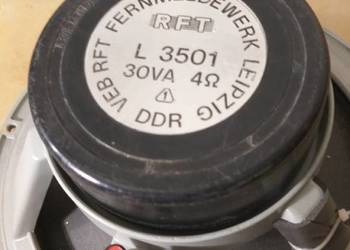 VEB RFT FERNMELDEWERK LEIPZIG
RFT
L 3501
30VA 4Ω
DDR